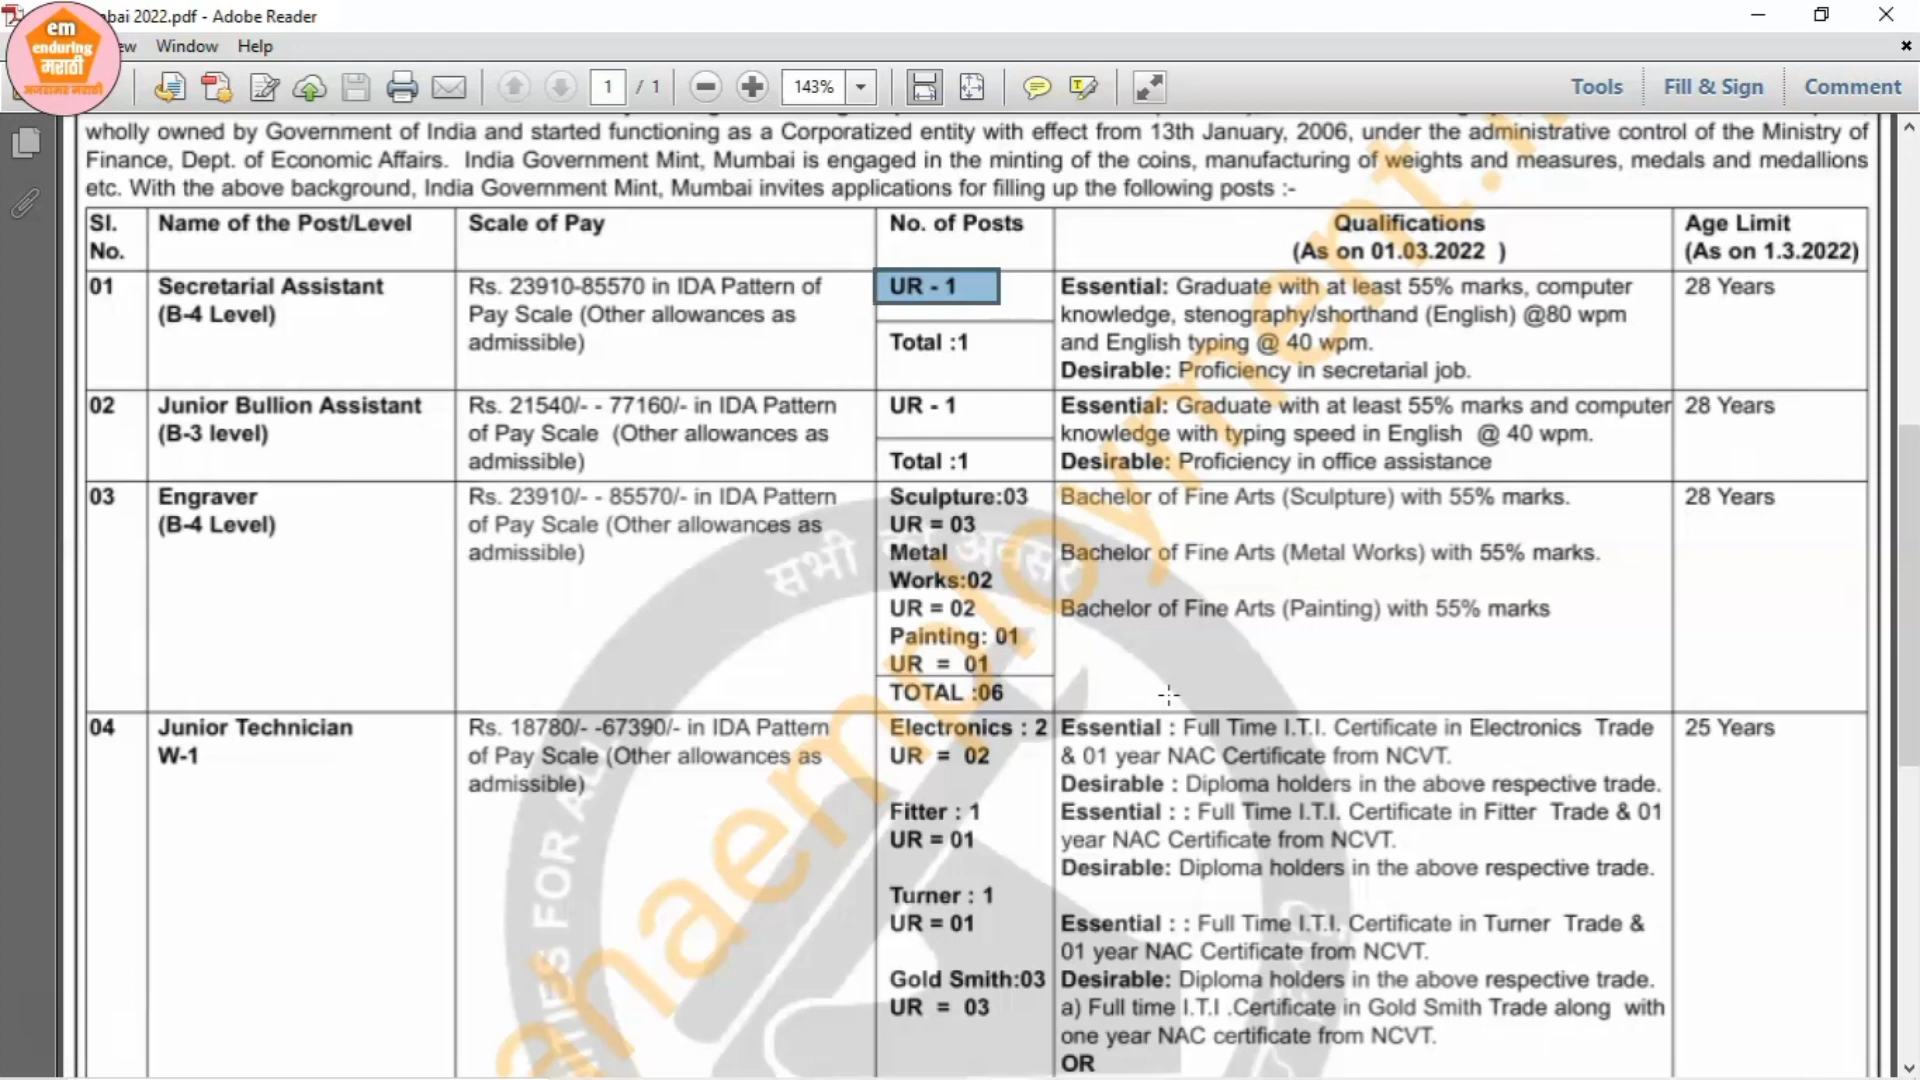 bai 2022.pdf - Adobe Reader
em
enduring
मराठी
अजरामर मराठी
ew Window Help
1 / 1 143% Tools Fill & Sign Comment
wholly owned by Government of India and started functioning as a Corporatized entity with effect from 13th January, 2006, under the administrative control of the Ministry of
Finance, Dept. of Economic Affairs. India Government Mint, Mumbai is engaged in the minting of the coins, manufacturing of weights and measures, medals and medallions
etc. With the above background, India Government Mint, Mumbai invites applications for filling up the following posts :-
Sl. No. Name of the Post/Level Scale of Pay No. of Posts Qualifications (As on 01.03.2022 ) Age Limit (As on 1.3.2022)
01 Secretarial Assistant Rs. 23910-85570 in IDA Pattern of UR - 1 Essential: Graduate with at least 55% marks, computer 28 Years
(B-4 Level) Pay Scale (Other allowances as knowledge, stenography/shorthand (English) @80 wpm
admissible) Total :1 and English typing @ 40 wpm.
Desirable: Proficiency in secretarial job.
02 Junior Bullion Assistant Rs. 21540/- - 77160/- in IDA Pattern UR - 1 Essential: Graduate with at least 55% marks and computer 28 Years
(B-3 level) of Pay Scale (Other allowances as knowledge with typing speed in English @ 40 wpm.
admissible) Total :1 Desirable: Proficiency in office assistance
03 Engraver Rs. 23910/- - 85570/- in IDA Pattern Sculpture:03 Bachelor of Fine Arts (Sculpture) with 55% marks. 28 Years
(B-4 Level) of Pay Scale (Other allowances as UR = 03
admissible) Metal Bachelor of Fine Arts (Metal Works) with 55% marks.
Works:02
UR = 02 Bachelor of Fine Arts (Painting) with 55% marks
Painting: 01
UR = 01
TOTAL :06
04 Junior Technician Rs. 18780/- -67390/- in IDA Pattern Electronics : 2 Essential : Full Time I.T.I. Certificate in Electronics Trade 25 Years
W-1 of Pay Scale (Other allowances as UR = 02 & 01 year NAC Certificate from NCVT.
admissible) Desirable : Diploma holders in the above respective trade.
Fitter : 1 Essential : : Full Time I.T.I. Certificate in Fitter Trade & 01
UR = 01 year NAC Certificate from NCVT.
Desirable: Diploma holders in the above respective trade.
Turner : 1
UR = 01 Essential : : Full Time I.T.I. Certificate in Turner Trade &
01 year NAC Certificate from NCVT.
Gold Smith:03 Desirable: Diploma holders in the above respective trade.
UR = 03 a) Full time I.T.I .Certificate in Gold Smith Trade along with
one year NAC certificate from NCVT.
OR
सभी को अवसर
TIES FOR ALL
naemployment.